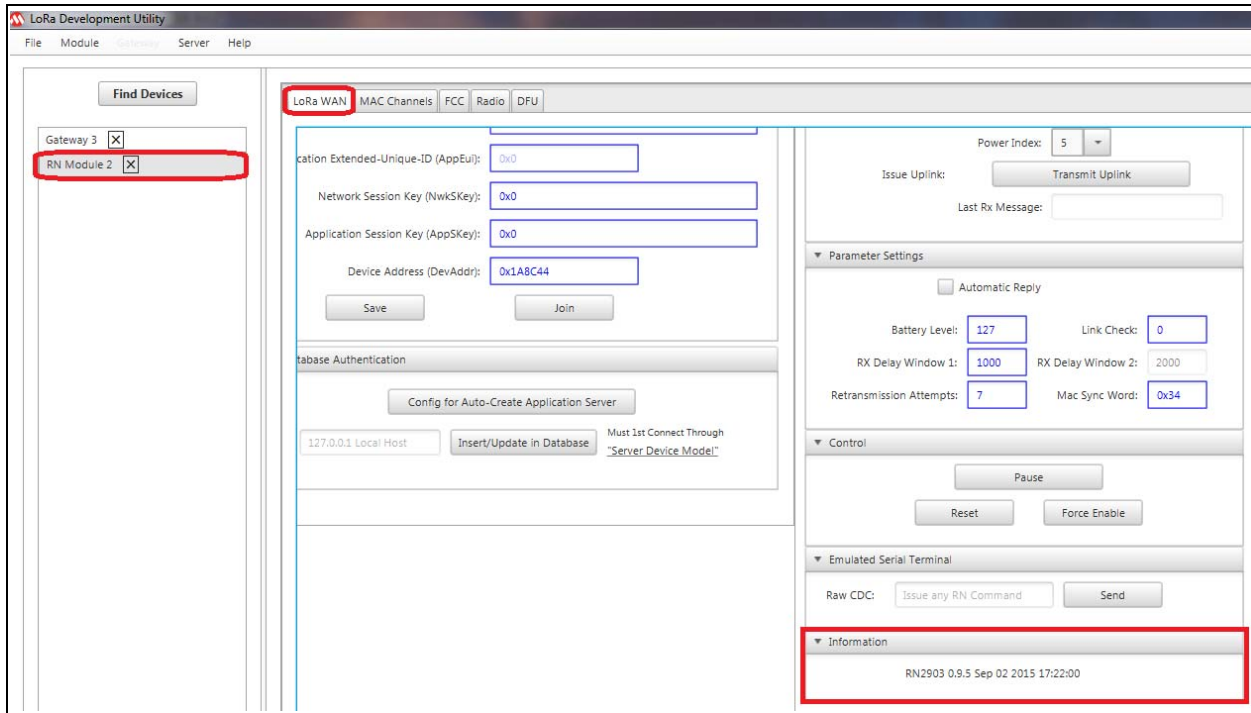 LoRa Development Utility
File Module Gateway Server Help
Find Devices
Gateway 3
RN Module 2
LoRa WAN MAC Channels FCC Radio DFU
cation Extended-Unique-ID (AppEui): 0x0
Network Session Key (NwkSKey): 0x0
Application Session Key (AppSKey): 0x0
Device Address (DevAddr): 0x1A8C44
Save Join
tabase Authentication
Config for Auto-Create Application Server
127.0.0.1 Local Host Insert/Update in Database Must 1st Connect Through
"Server Device Model"
Power Index: 5
Issue Uplink: Transmit Uplink
Last Rx Message:
Parameter Settings
Automatic Reply
Battery Level: 127 Link Check: 0
RX Delay Window 1: 1000 RX Delay Window 2: 2000
Retransmission Attempts: 7 Mac Sync Word: 0x34
Control
Pause
Reset Force Enable
Emulated Serial Terminal
Raw CDC: Issue any RN Command Send
Information
RN2903 0.9.5 Sep 02 2015 17:22:00